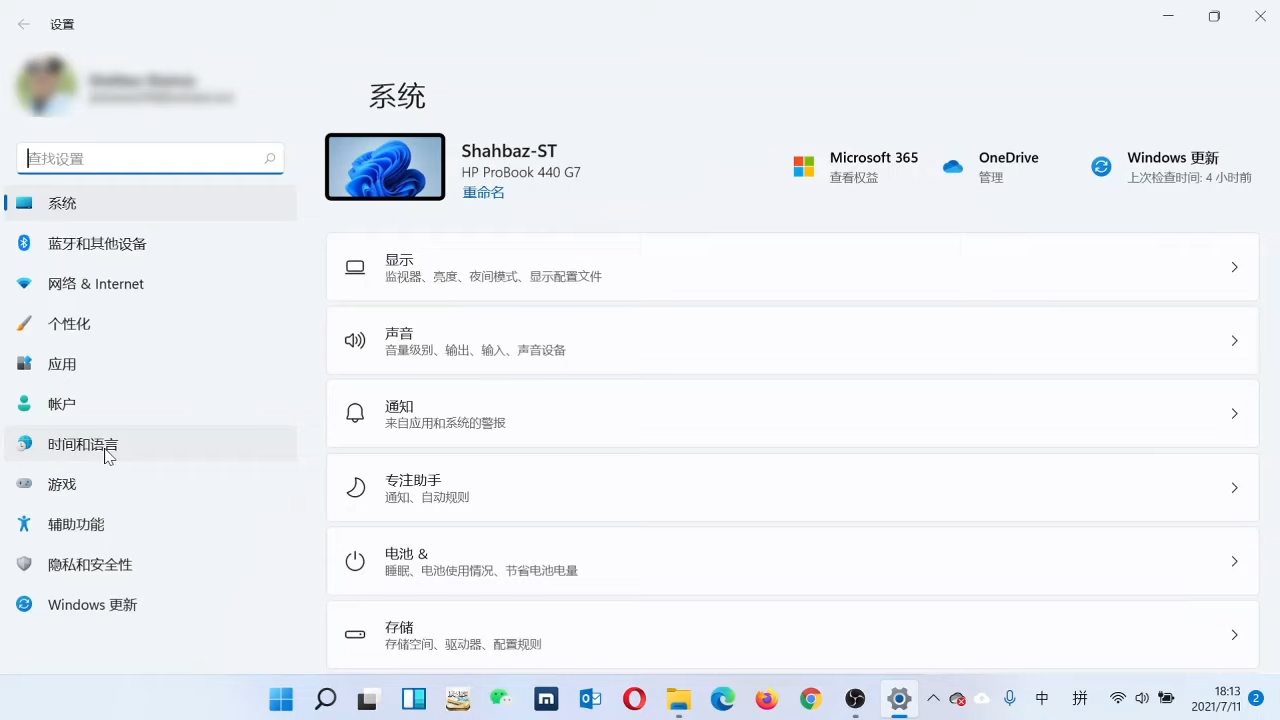 设置
系统
查找设置
Shahbaz-ST
HP ProBook 440 G7
重命名
Microsoft 365
查看权益
OneDrive
管理
Windows 更新
上次检查时间: 4 小时前
系统
蓝牙和其他设备
网络 & Internet
个性化
应用
帐户
时间和语言
游戏
辅助功能
隐私和安全性
Windows 更新
显示
监视器、亮度、夜间模式、显示配置文件
声音
音量级别、输出、输入、声音设备
通知
来自应用和系统的警报
专注助手
通知、自动规则
电池 &
睡眠、电池使用情况、节省电池电量
存储
存储空间、驱动器、配置规则
中
拼
18:13
2021/7/11
2